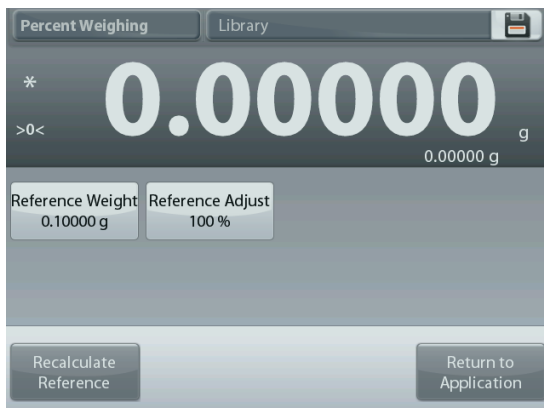 Percent Weighing
Library
*
0.00000 g
>0<
0.00000 g
Reference Weight
0.10000 g
Reference Adjust
100 %
Recalculate
Reference
Return to
Application